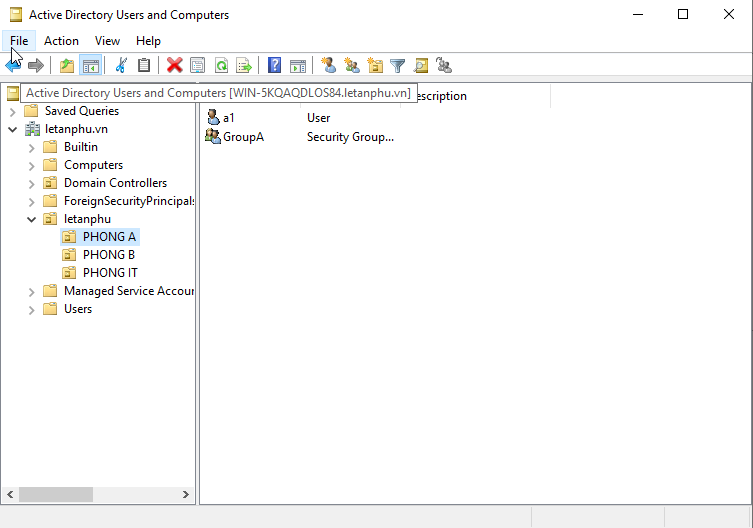 Active Directory Users and Computers
File Action View Help
Active Directory Users and Computers [WIN-5KQAQDLOS84.letanphu.vn]
escription
Saved Queries
letanphu.vn
Builtin
Computers
Domain Controllers
ForeignSecurityPrincipals
letanphu
PHONG A
PHONG B
PHONG IT
Managed Service Accour
Users
a1 User
GroupA Security Group...